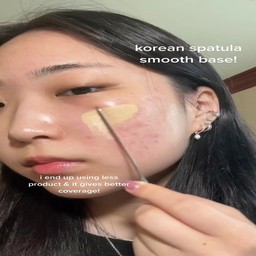 korean spatula
smooth base!
i end up using less
product & it gives better
coverage!